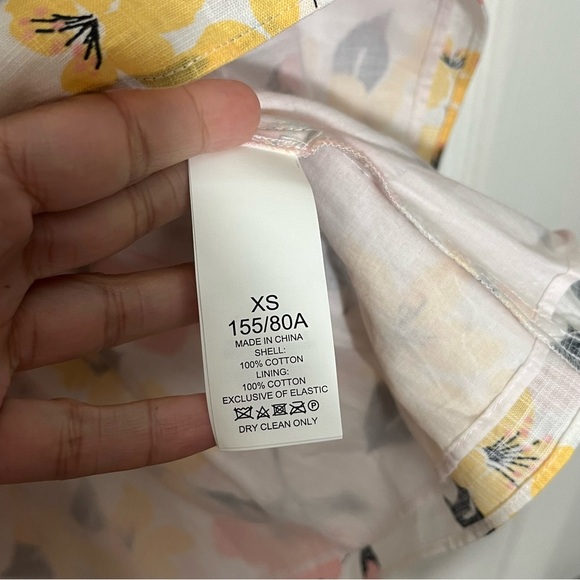 XS
155/80A
MADE IN CHINA
SHELL:
100% COTTON
LINING:
100% COTTON
EXCLUSIVE OF ELASTIC
DRY CLEAN ONLY